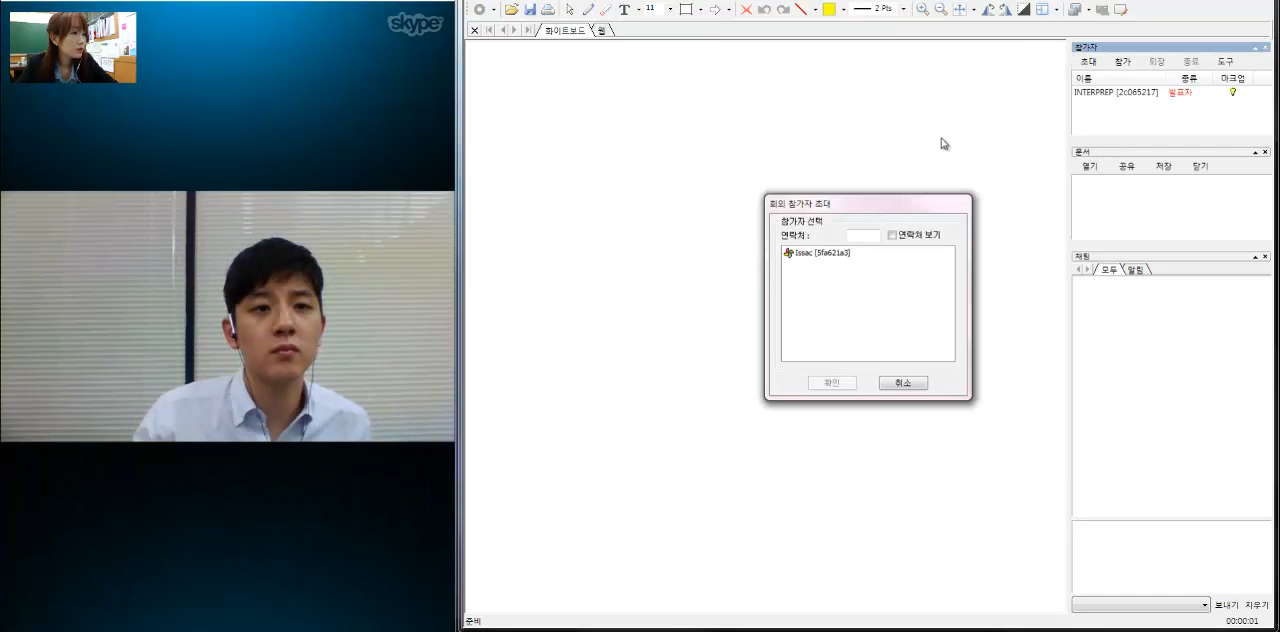 skype
11
2 Pts
화이트보드
웹
참가자
초대 참가 퇴장 종료 도구
이름 종류 마크업
INTERPREP [2c065217] 발표자
문서
열기 공유 저장 닫기
회의 참가자 초대
참가자 선택
연락처 : 연락처 보기
Issac [5fa621a3]
확인 취소
채팅
모두 알림
보내기 지우기
준비
00:00:01